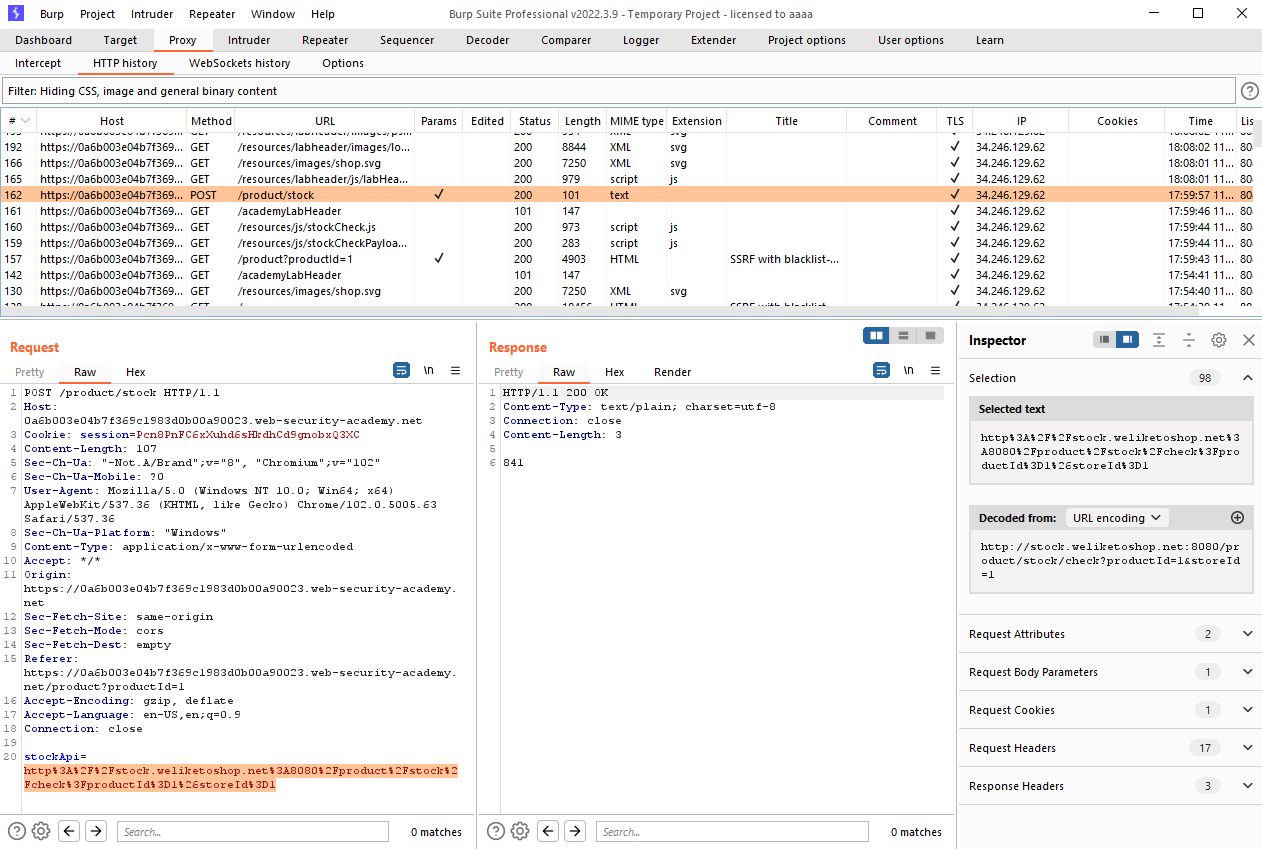 Burp Project Intruder Repeater Window Help Burp Suite Professional v2022.3.9 - Temporary Project - licensed to aaaa
Dashboard Target Proxy Intruder Repeater Sequencer Decoder Comparer Logger Extender Project options User options Learn
Intercept HTTP history WebSockets history Options
Filter: Hiding CSS, image and general binary content
# Host Method URL Params Edited Status Length MIME type Extension Title Comment TLS IP Cookies Time Lis
192 https://0a6b003e04b7f369... GET /resources/labheader/images/lo... 200 8844 XML svg ✓ 34.246.129.62 18:08:02 11... 80
166 https://0a6b003e04b7f369... GET /resources/images/shop.svg 200 7250 XML svg ✓ 34.246.129.62 18:08:01 11... 80
165 https://0a6b003e04b7f369... GET /resources/labheader/js/labHea... 200 979 script js ✓ 34.246.129.62 18:08:01 11... 80
162 https://0a6b003e04b7f369... POST /product/stock ✓ 200 101 text ✓ 34.246.129.62 17:59:57 11... 80
161 https://0a6b003e04b7f369... GET /academyLabHeader 101 147 ✓ 34.246.129.62 17:59:46 11... 80
160 https://0a6b003e04b7f369... GET /resources/js/stockCheck.js 200 973 script js ✓ 34.246.129.62 17:59:44 11... 80
159 https://0a6b003e04b7f369... GET /resources/js/stockCheckPayloa... 200 283 script js ✓ 34.246.129.62 17:59:44 11... 80
157 https://0a6b003e04b7f369... GET /product?productId=1 ✓ 200 4903 HTML SSRF with blacklist-... ✓ 34.246.129.62 17:59:43 11... 80
142 https://0a6b003e04b7f369... GET /academyLabHeader 101 147 ✓ 34.246.129.62 17:54:41 11... 80
130 https://0a6b003e04b7f369... GET /resources/images/shop.svg 200 7250 XML svg ✓ 34.246.129.62 17:54:40 11... 80
Request
Pretty Raw Hex \n
1 POST /product/stock HTTP/1.1
2 Host:
0a6b003e04b7f369c1983d0b00a90023.web-security-academy.net
3 Cookie: session=Pcn8PnFC6xXuhd6sHkdhCd9gnobxQ3XC
4 Content-Length: 107
5 Sec-Ch-Ua: "-Not.A/Brand";v="8", "Chromium";v="102"
6 Sec-Ch-Ua-Mobile: ?0
7 User-Agent: Mozilla/5.0 (Windows NT 10.0; Win64; x64)
AppleWebKit/537.36 (KHTML, like Gecko) Chrome/102.0.5005.63
Safari/537.36
8 Sec-Ch-Ua-Platform: "Windows"
9 Content-Type: application/x-www-form-urlencoded
10 Accept: */*
11 Origin:
https://0a6b003e04b7f369c1983d0b00a90023.web-security-academy.
net
12 Sec-Fetch-Site: same-origin
13 Sec-Fetch-Mode: cors
14 Sec-Fetch-Dest: empty
15 Referer:
https://0a6b003e04b7f369c1983d0b00a90023.web-security-academy.
net/product?productId=1
16 Accept-Encoding: gzip, deflate
17 Accept-Language: en-US,en;q=0.9
18 Connection: close
19
20 stockApi=
http%3A%2F%2Fstock.weliketoshop.net%3A8080%2Fproduct%2Fstock%2
Fcheck%3FproductId%3D1%26storeId%3D1
Search... 0 matches
Response
Pretty Raw Hex Render \n
1 HTTP/1.1 200 OK
2 Content-Type: text/plain; charset=utf-8
3 Connection: close
4 Content-Length: 3
5
6 841
Search... 0 matches
Inspector
Selection 98
Selected text
http%3A%2F%2Fstock.weliketoshop.net%3
A8080%2Fproduct%2Fstock%2Fcheck%3Fpro
ductId%3D1%26storeId%3D1
Decoded from: URL encoding
http://stock.weliketoshop.net:8080/pr
oduct/stock/check?productId=1&storeId
=1
Request Attributes 2
Request Body Parameters 1
Request Cookies 1
Request Headers 17
Response Headers 3